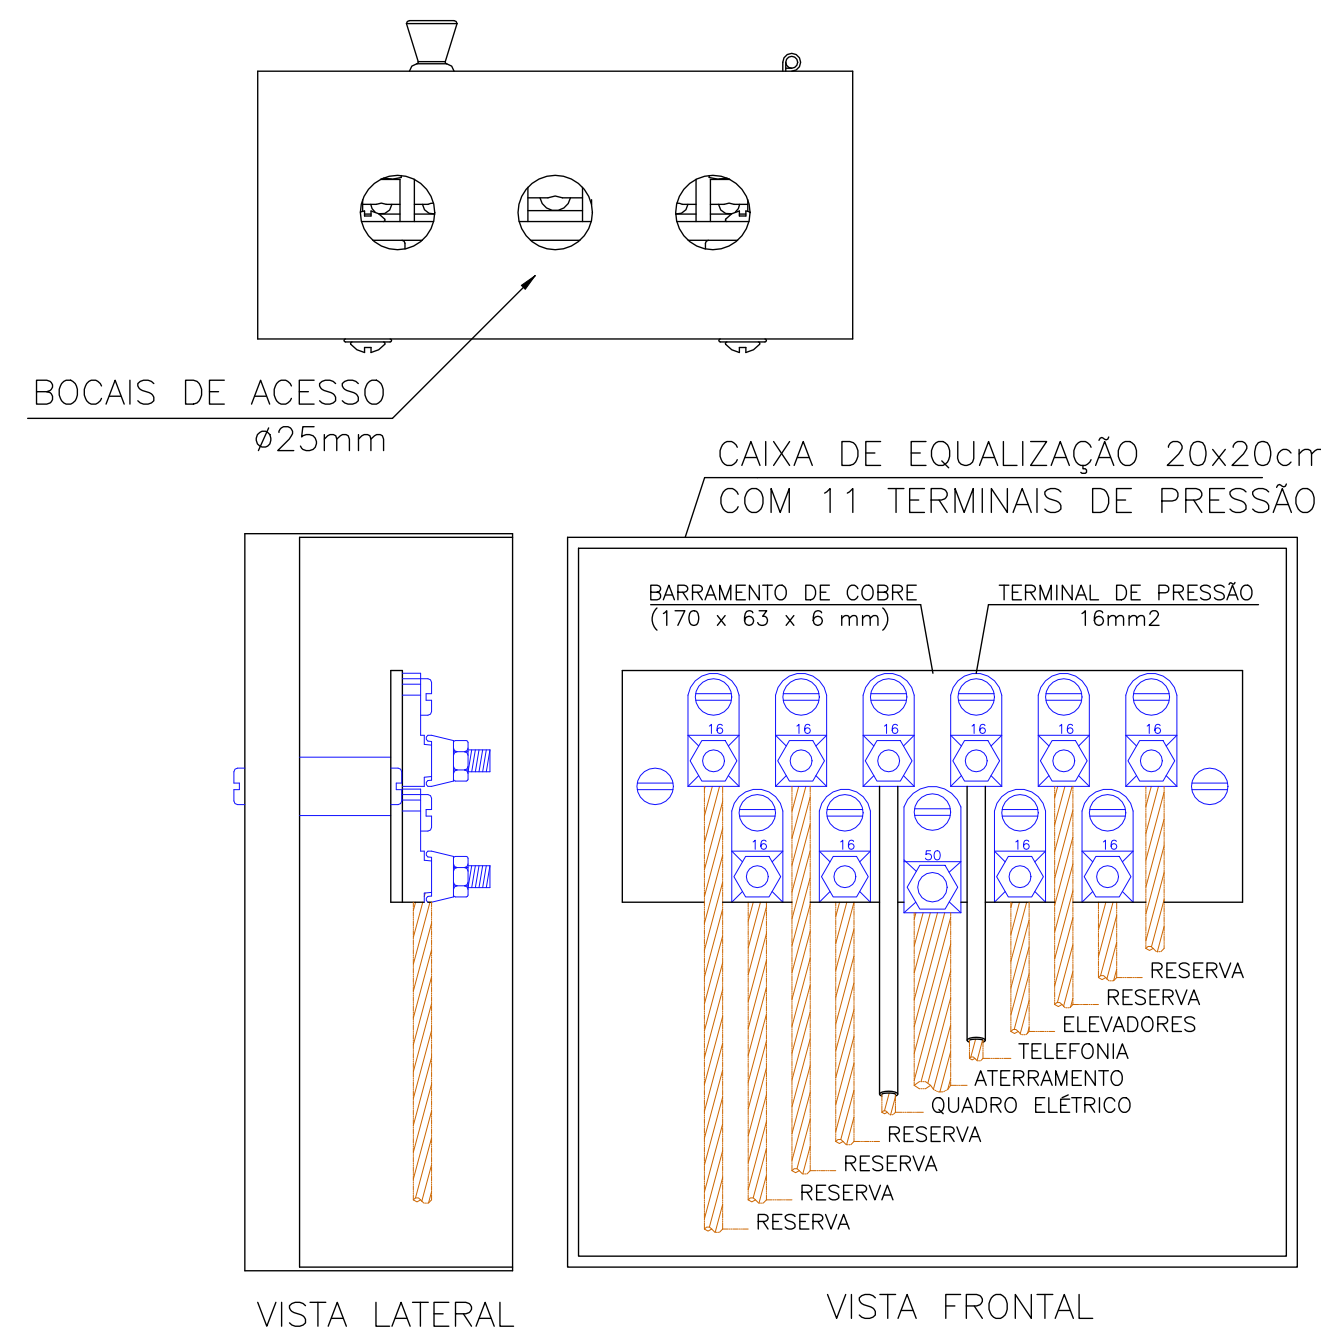 BOCAIS DE ACESSO
ø25mm
CAIXA DE EQUALIZAÇÃO 20x20cm
COM 11 TERMINAIS DE PRESSÃO
BARRAMENTO DE COBRE
(170 x 63 x 6 mm)
TERMINAL DE PRESSÃO
16mm2
16 16 16 16 16 16
16 16 50 16 16
RESERVA
RESERVA
ELEVADORES
TELEFONIA
ATERRAMENTO
QUADRO ELÉTRICO
RESERVA
RESERVA
RESERVA
RESERVA
VISTA LATERAL
VISTA FRONTAL